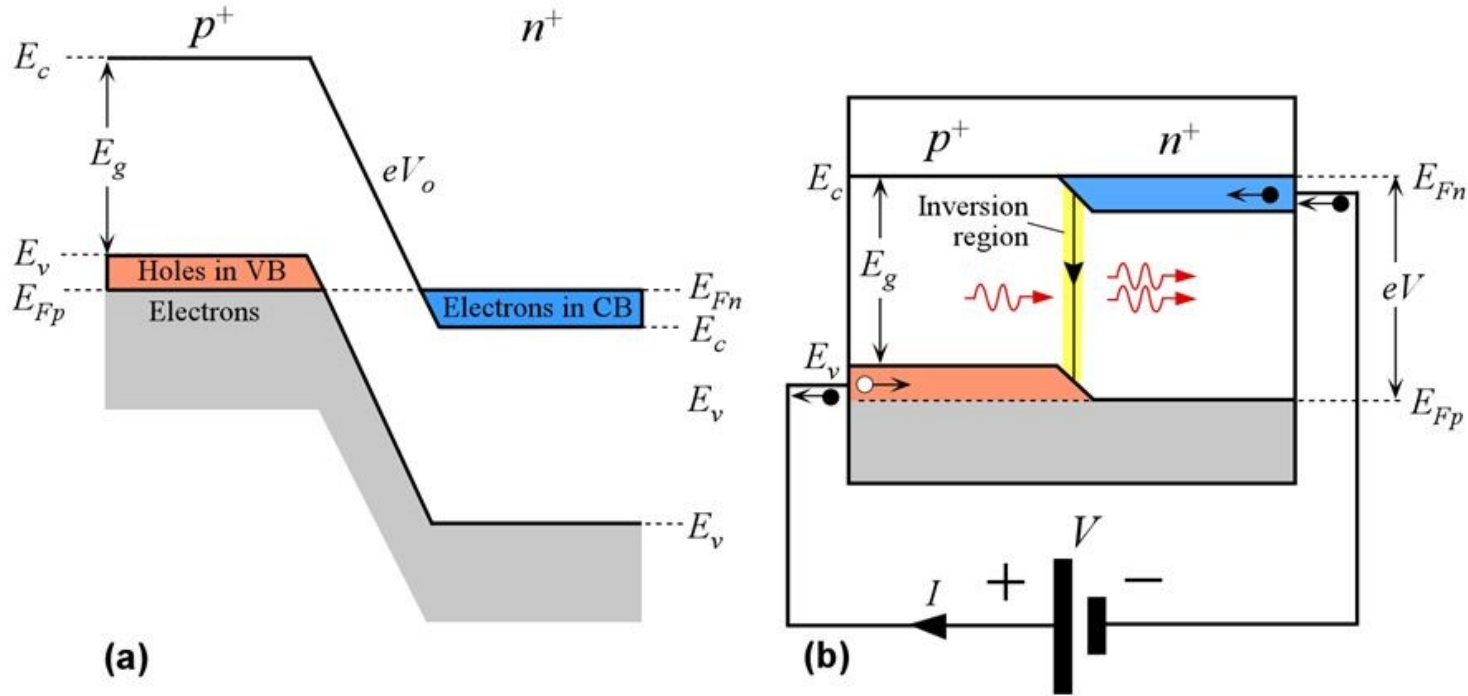 p+
n+
Ec
Eg
eVo
Ev
Holes in VB
EFp
Electrons
EFn
Electrons in CB
Ec
Ev
Ev
(a)
p+
n+
Ec
EFn
Inversion
region
Eg
eV
Ev
EFp
V
+
−
I
(b)